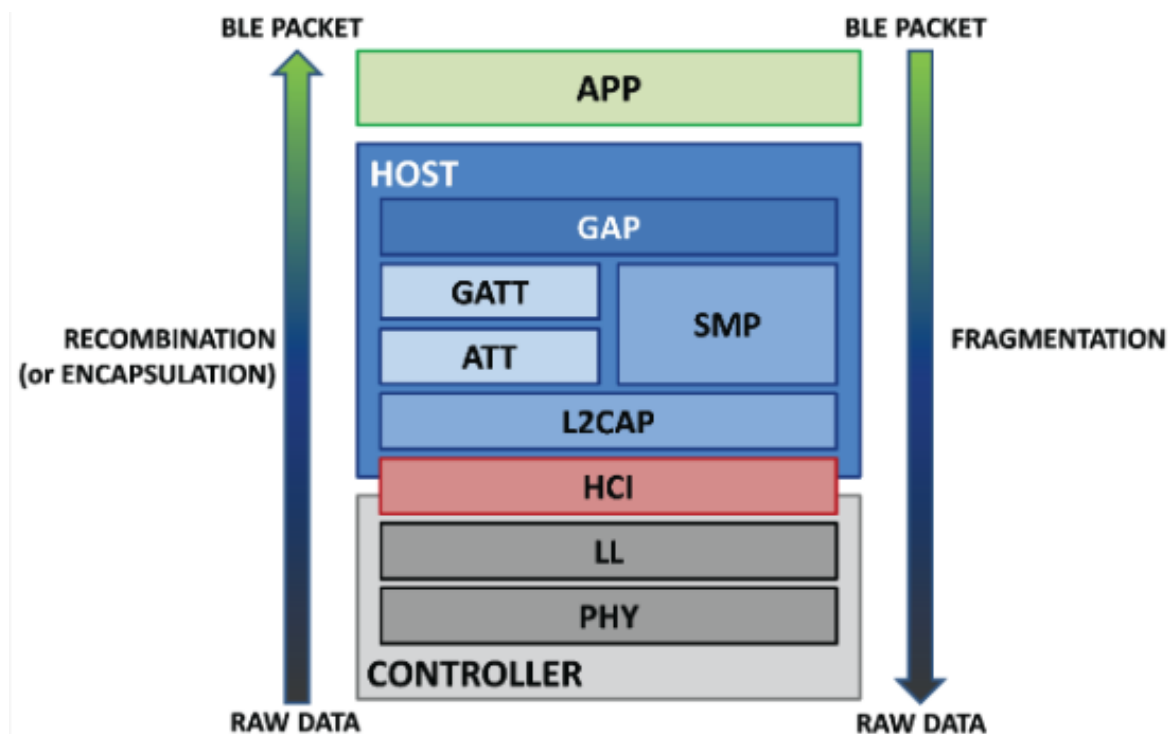 BLE PACKET
BLE PACKET
APP
HOST
GAP
GATT
SMP
ATT
RECOMBINATION
(or ENCAPSULATION)
FRAGMENTATION
L2CAP
HCI
LL
PHY
CONTROLLER
RAW DATA
RAW DATA